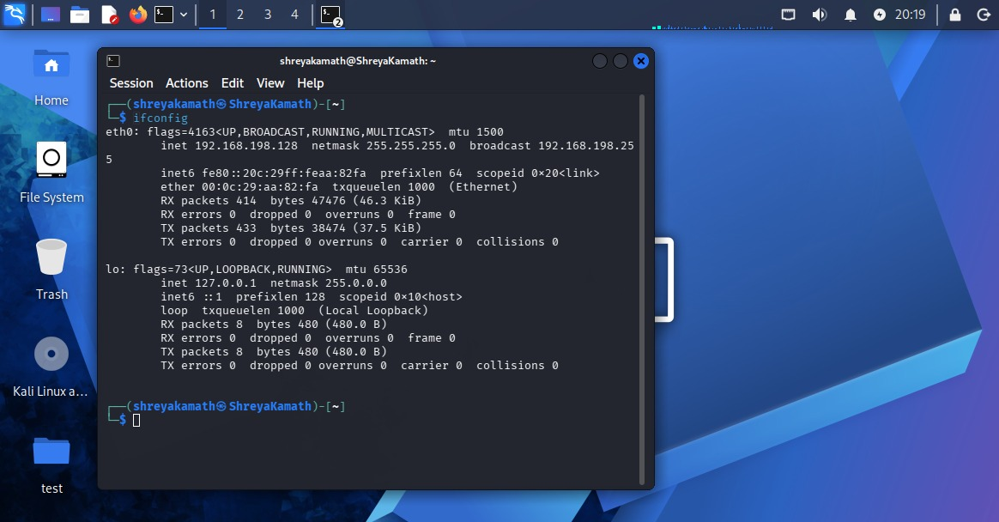 1 2 3 4 2 20:19
Home
File System
Trash
Kali Linux a...
test
shreyakamath@ShreyaKamath: ~
Session Actions Edit View Help
┌──(shreyakamath㉿ShreyaKamath)-[~]
└─$ ifconfig
eth0: flags=4163<UP,BROADCAST,RUNNING,MULTICAST>  mtu 1500
        inet 192.168.198.128  netmask 255.255.255.0  broadcast 192.168.198.25
5
        inet6 fe80::20c:29ff:feaa:82fa  prefixlen 64  scopeid 0×20<link>
        ether 00:0c:29:aa:82:fa  txqueuelen 1000  (Ethernet)
        RX packets 414  bytes 47476 (46.3 KiB)
        RX errors 0  dropped 0  overruns 0  frame 0
        TX packets 433  bytes 38474 (37.5 KiB)
        TX errors 0  dropped 0 overruns 0  carrier 0  collisions 0

lo: flags=73<UP,LOOPBACK,RUNNING>  mtu 65536
        inet 127.0.0.1  netmask 255.0.0.0
        inet6 ::1  prefixlen 128  scopeid 0×10<host>
        loop  txqueuelen 1000  (Local Loopback)
        RX packets 8  bytes 480 (480.0 B)
        RX errors 0  dropped 0  overruns 0  frame 0
        TX packets 8  bytes 480 (480.0 B)
        TX errors 0  dropped 0 overruns 0  carrier 0  collisions 0

┌──(shreyakamath㉿ShreyaKamath)-[~]
└─$